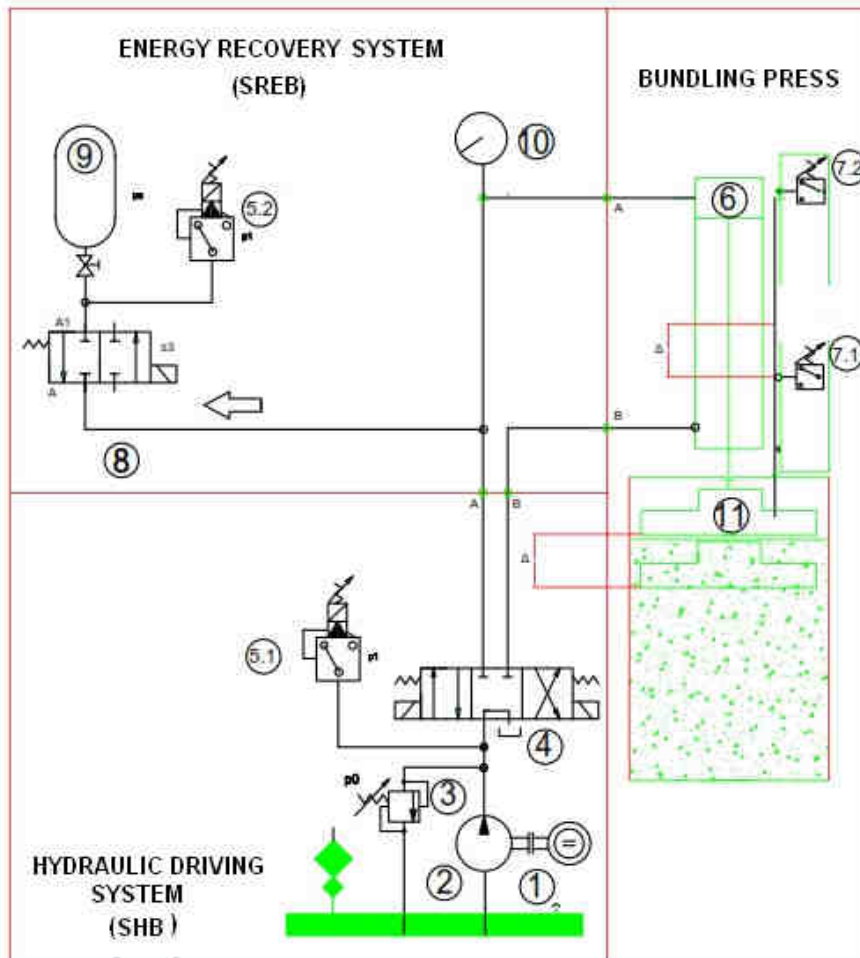 ENERGY RECOVERY SYSTEM
(SREB)
BUNDLING PRESS
9
10
5.2
6
7.2
A
A1
s3
A
7.1
Δ
B
8
A
B
11
Δ
5.1
4
p0
3
HYDRAULIC DRIVING
SYSTEM
(SHB )
2
1
=